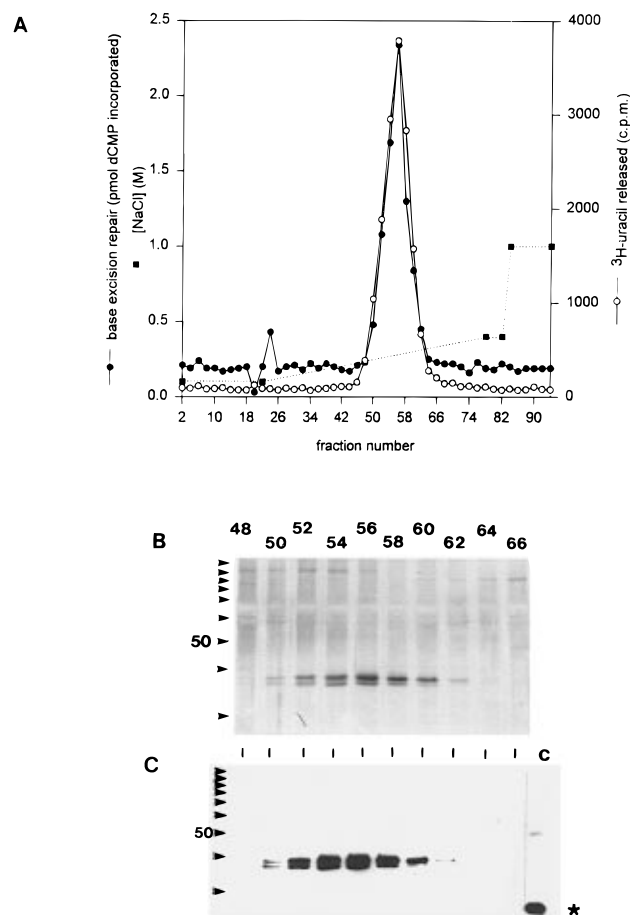 A
base excision repair (pmol dCMP incorporated)
[NaCl] (M)
2.5
2.0
1.5
1.0
0.5
0.0
4000
3000
2000
1000
0
3H-uracil released (c.p.m.)
2 10 18 26 34 42 50 58 66 74 82 90
fraction number
B
48 50 52 54 56 58 60 62 64 66
50
C
c
50
*